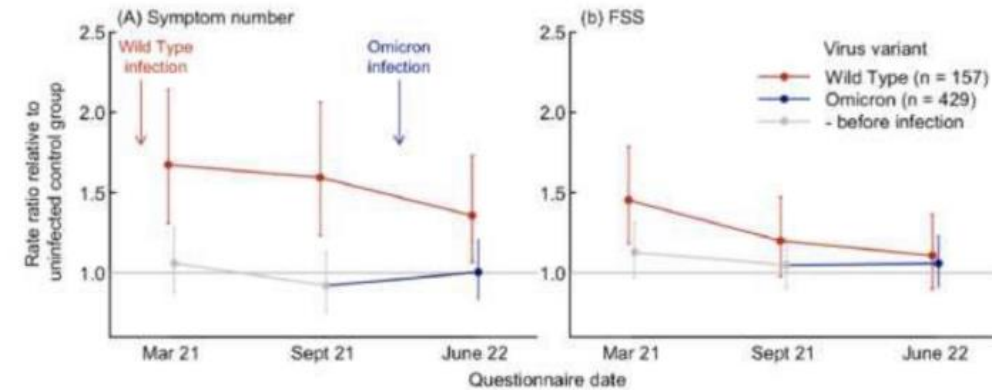 (A) Symptom number
2.5
Wild Type
infection
Omicron
infection
2.0
1.5
1.0
Rate ratio relative to
uninfected control group
Mar 21
Sept 21
June 22
(b) FSS
2.5
Virus variant
Wild Type (n = 157)
Omicron (n = 429)
- before infection
2.0
1.5
1.0
Mar 21
Sept 21
June 22
Questionnaire date